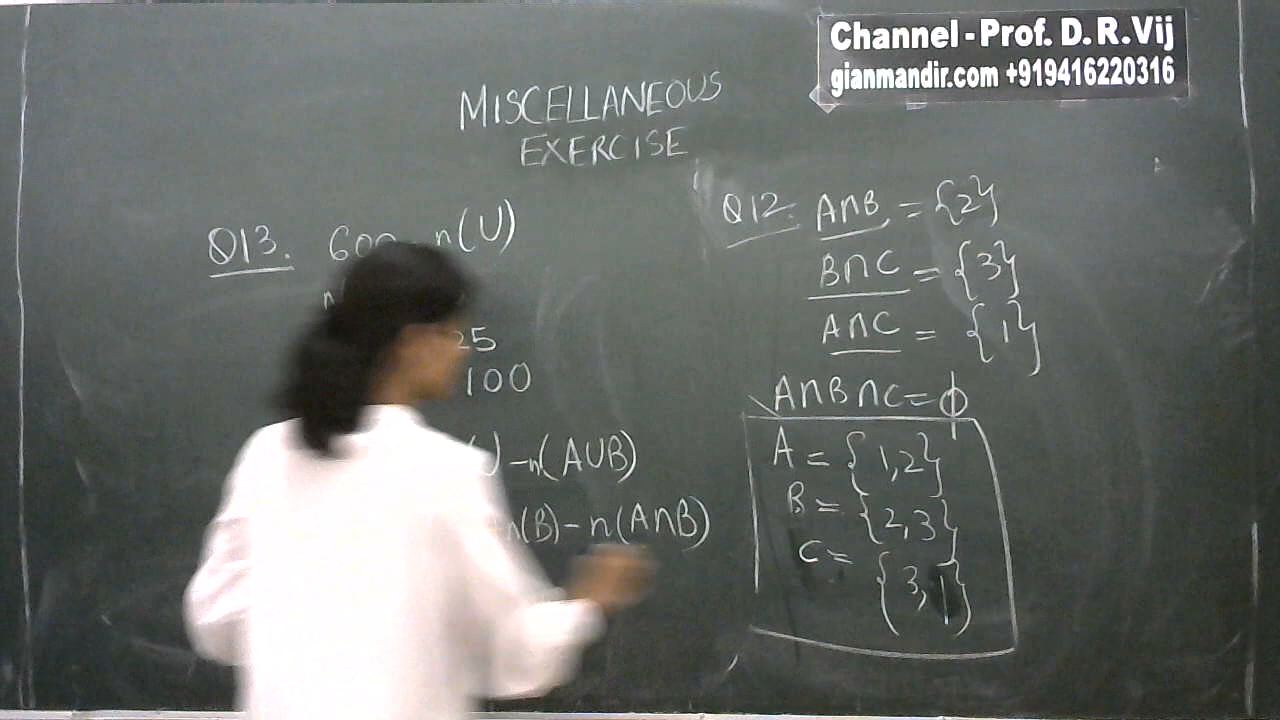 Channel - Prof. D. R. Vij
gianmandir.com +919416220316
MISCELLANEOUS
EXERCISE
Q13. 600 n(U)
n
25
100
) - n(A∪B)
n(B) - n(A∩B)
Q12. A∩B = {2}
B∩C = {3}
A∩C = {1}
A∩B∩C = ϕ
A = {1,2}
B = {2,3}
C = {3,1}